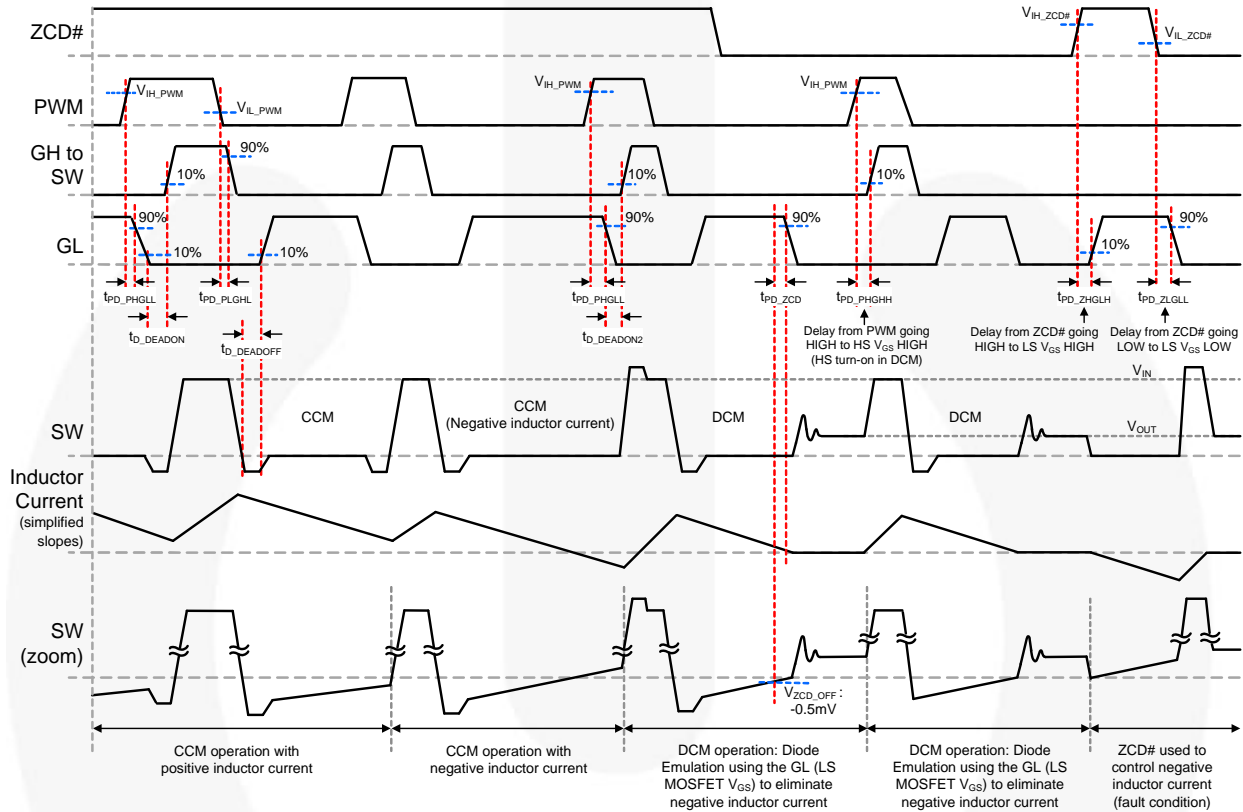 ZCD#
V_IH_ZCD#
V_IL_ZCD#
PWM
V_IH_PWM
V_IL_PWM
V_IH_PWM
V_IH_PWM
GH to
SW
90%
10%
10%
10%
GL
90%
10%
10%
90%
90%
10%
90%
t_PD_PHGLL
t_PD_PLGHL
t_PD_PHGLL
t_PD_ZCD
t_PD_PHGHH
t_PD_ZHGLH
t_PD_ZLGLL
t_D_DEADON
t_D_DEADOFF
t_D_DEADON2
Delay from PWM going
HIGH to HS V_GS HIGH
(HS turn-on in DCM)
Delay from ZCD# going
HIGH to LS V_GS HIGH
Delay from ZCD# going
LOW to LS V_GS LOW
V_IN
SW
CCM
CCM
(Negative inductor current)
DCM
DCM
V_OUT
Inductor
Current
(simplified
slopes)
SW
(zoom)
V_ZCD_OFF :
-0.5mV
CCM operation with
positive inductor current
CCM operation with
negative inductor current
DCM operation: Diode
Emulation using the GL (LS
MOSFET V_GS) to eliminate
negative inductor current
DCM operation: Diode
Emulation using the GL (LS
MOSFET V_GS) to eliminate
negative inductor current
ZCD# used to
control negative
inductor current
(fault condition)